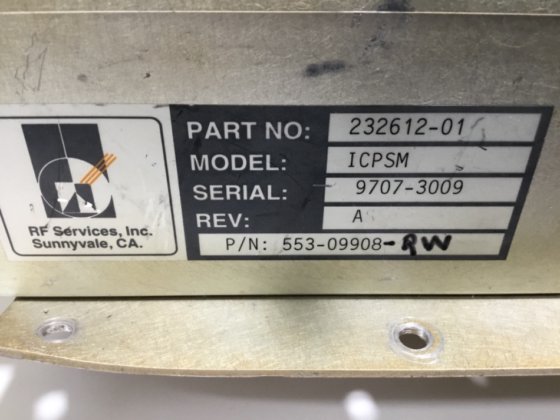 RF Services, Inc.
Sunnyvale, CA.
PART NO: 232612-01
MODEL: ICPSM
SERIAL: 9707-3009
REV: A
P/N: 553-09908-RW